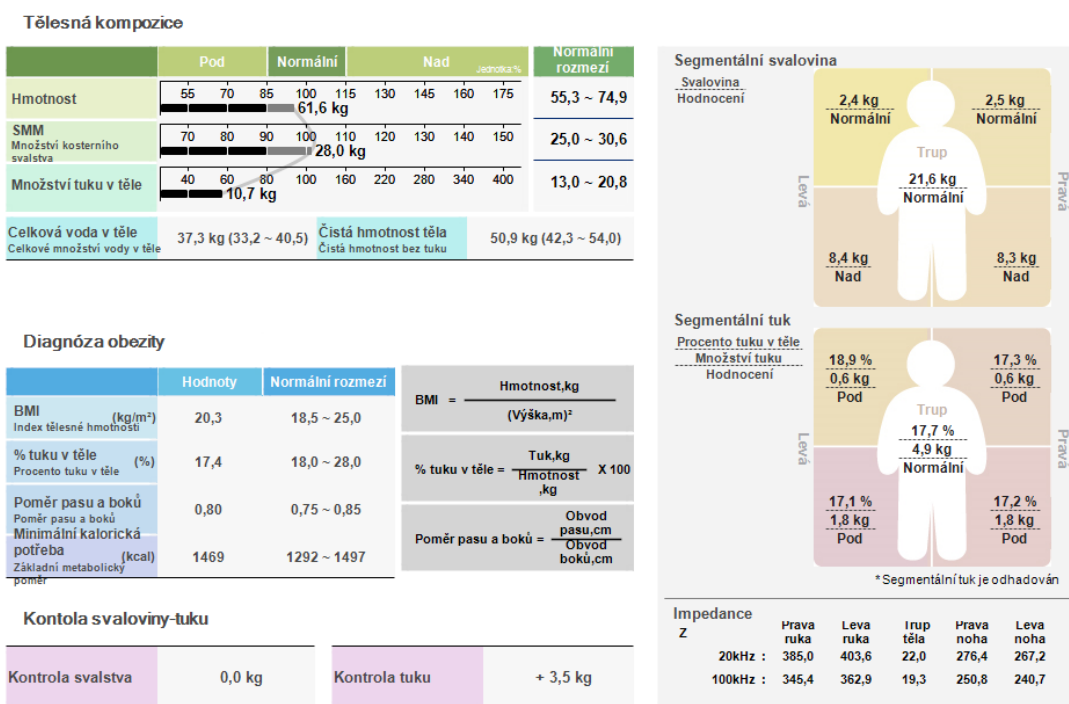 Tělesná kompozice
Pod Normální Nad Jednotka:% Normální rozmezí
Hmotnost 55 70 85 100 115 130 145 160 175 61,6 kg 55,3 ~ 74,9
SMM
Množství kosterního
svalstva
70 80 90 100 110 120 130 140 150 28,0 kg 25,0 ~ 30,6
Množství tuku v těle 40 60 80 100 160 220 280 340 400 10,7 kg 13,0 ~ 20,8
Celková voda v těle
Celkové množství vody v těle
37,3 kg (33,2 ~ 40,5)
Čistá hmotnost těla
Čistá hmotnost bez tuku
50,9 kg (42,3 ~ 54,0)
Diagnóza obezity
Hodnoty Normální rozmezí
BMI (kg/m²)
Index tělesné hmotnosti
20,3 18,5 ~ 25,0
% tuku v těle (%)
Procento tuku v těle
17,4 18,0 ~ 28,0
Poměr pasu a boků
Poměr pasu a boků
0,80 0,75 ~ 0,85
Minimální kalorická
potřeba (kcal)
Základní metabolický
poměr
1469 1292 ~ 1497
BMI = Hmotnost,kg
(Výška,m)²
% tuku v těle = Tuk,kg
Hmotnost
,kg
X 100
Poměr pasu a boků = Obvod
pasu,cm
Obvod
boků,cm
Kontola svaloviny-tuku
Kontrola svalstva 0,0 kg
Kontrola tuku + 3,5 kg
Segmentální svalovina
Svalovina
Hodnocení
2,4 kg
Normální
2,5 kg
Normální
Trup
21,6 kg
Normální
Levá
Pravá
8,4 kg
Nad
8,3 kg
Nad
Segmentální tuk
Procento tuku v těle
Množství tuku
Hodnocení
18,9 %
0,6 kg
Pod
17,3 %
0,6 kg
Pod
Trup
17,7 %
4,9 kg
Normální
Levá
Pravá
17,1 %
1,8 kg
Pod
17,2 %
1,8 kg
Pod
* Segmentální tuk je odhadován
Impedance
Z
Prava ruka Leva ruka Trup těla Prava noha Leva noha
20kHz : 385,0 403,6 22,0 276,4 267,2
100kHz : 345,4 362,9 19,3 250,8 240,7